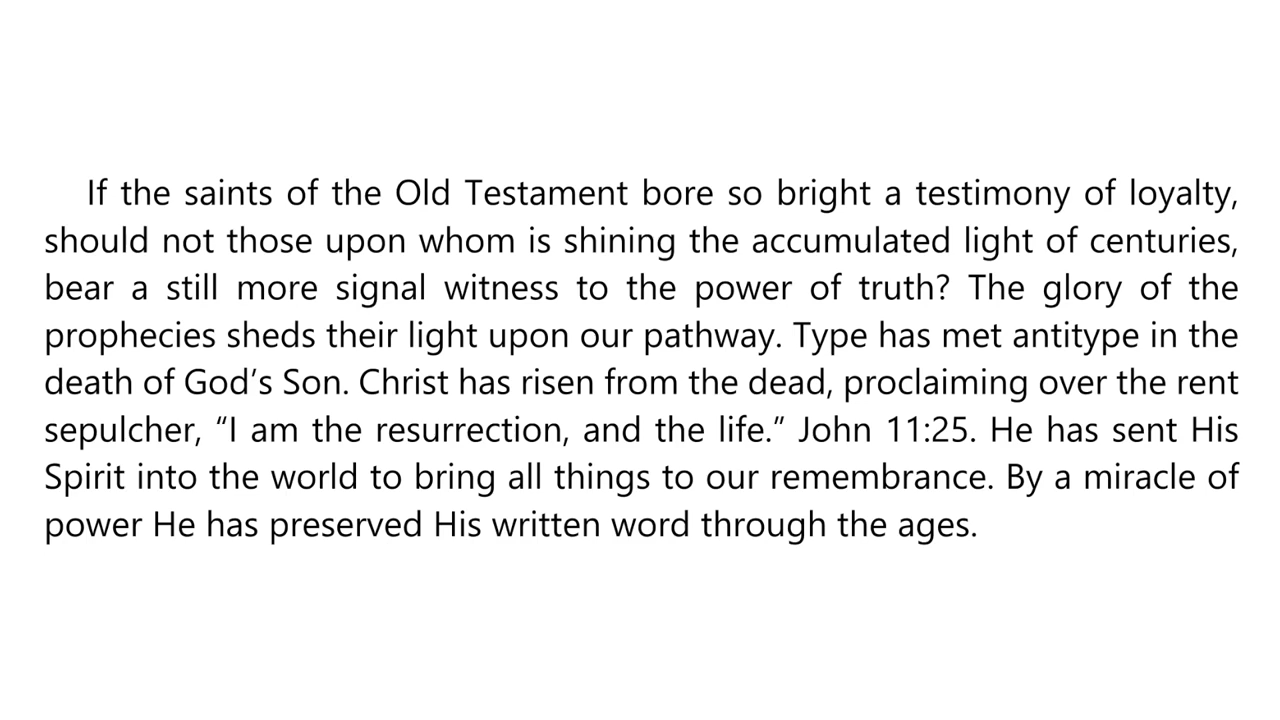 If the saints of the Old Testament bore so bright a testimony of loyalty,
should not those upon whom is shining the accumulated light of centuries,
bear a still more signal witness to the power of truth? The glory of the
prophecies sheds their light upon our pathway. Type has met antitype in the
death of God’s Son. Christ has risen from the dead, proclaiming over the rent
sepulcher, “I am the resurrection, and the life.” John 11:25. He has sent His
Spirit into the world to bring all things to our remembrance. By a miracle of
power He has preserved His written word through the ages.